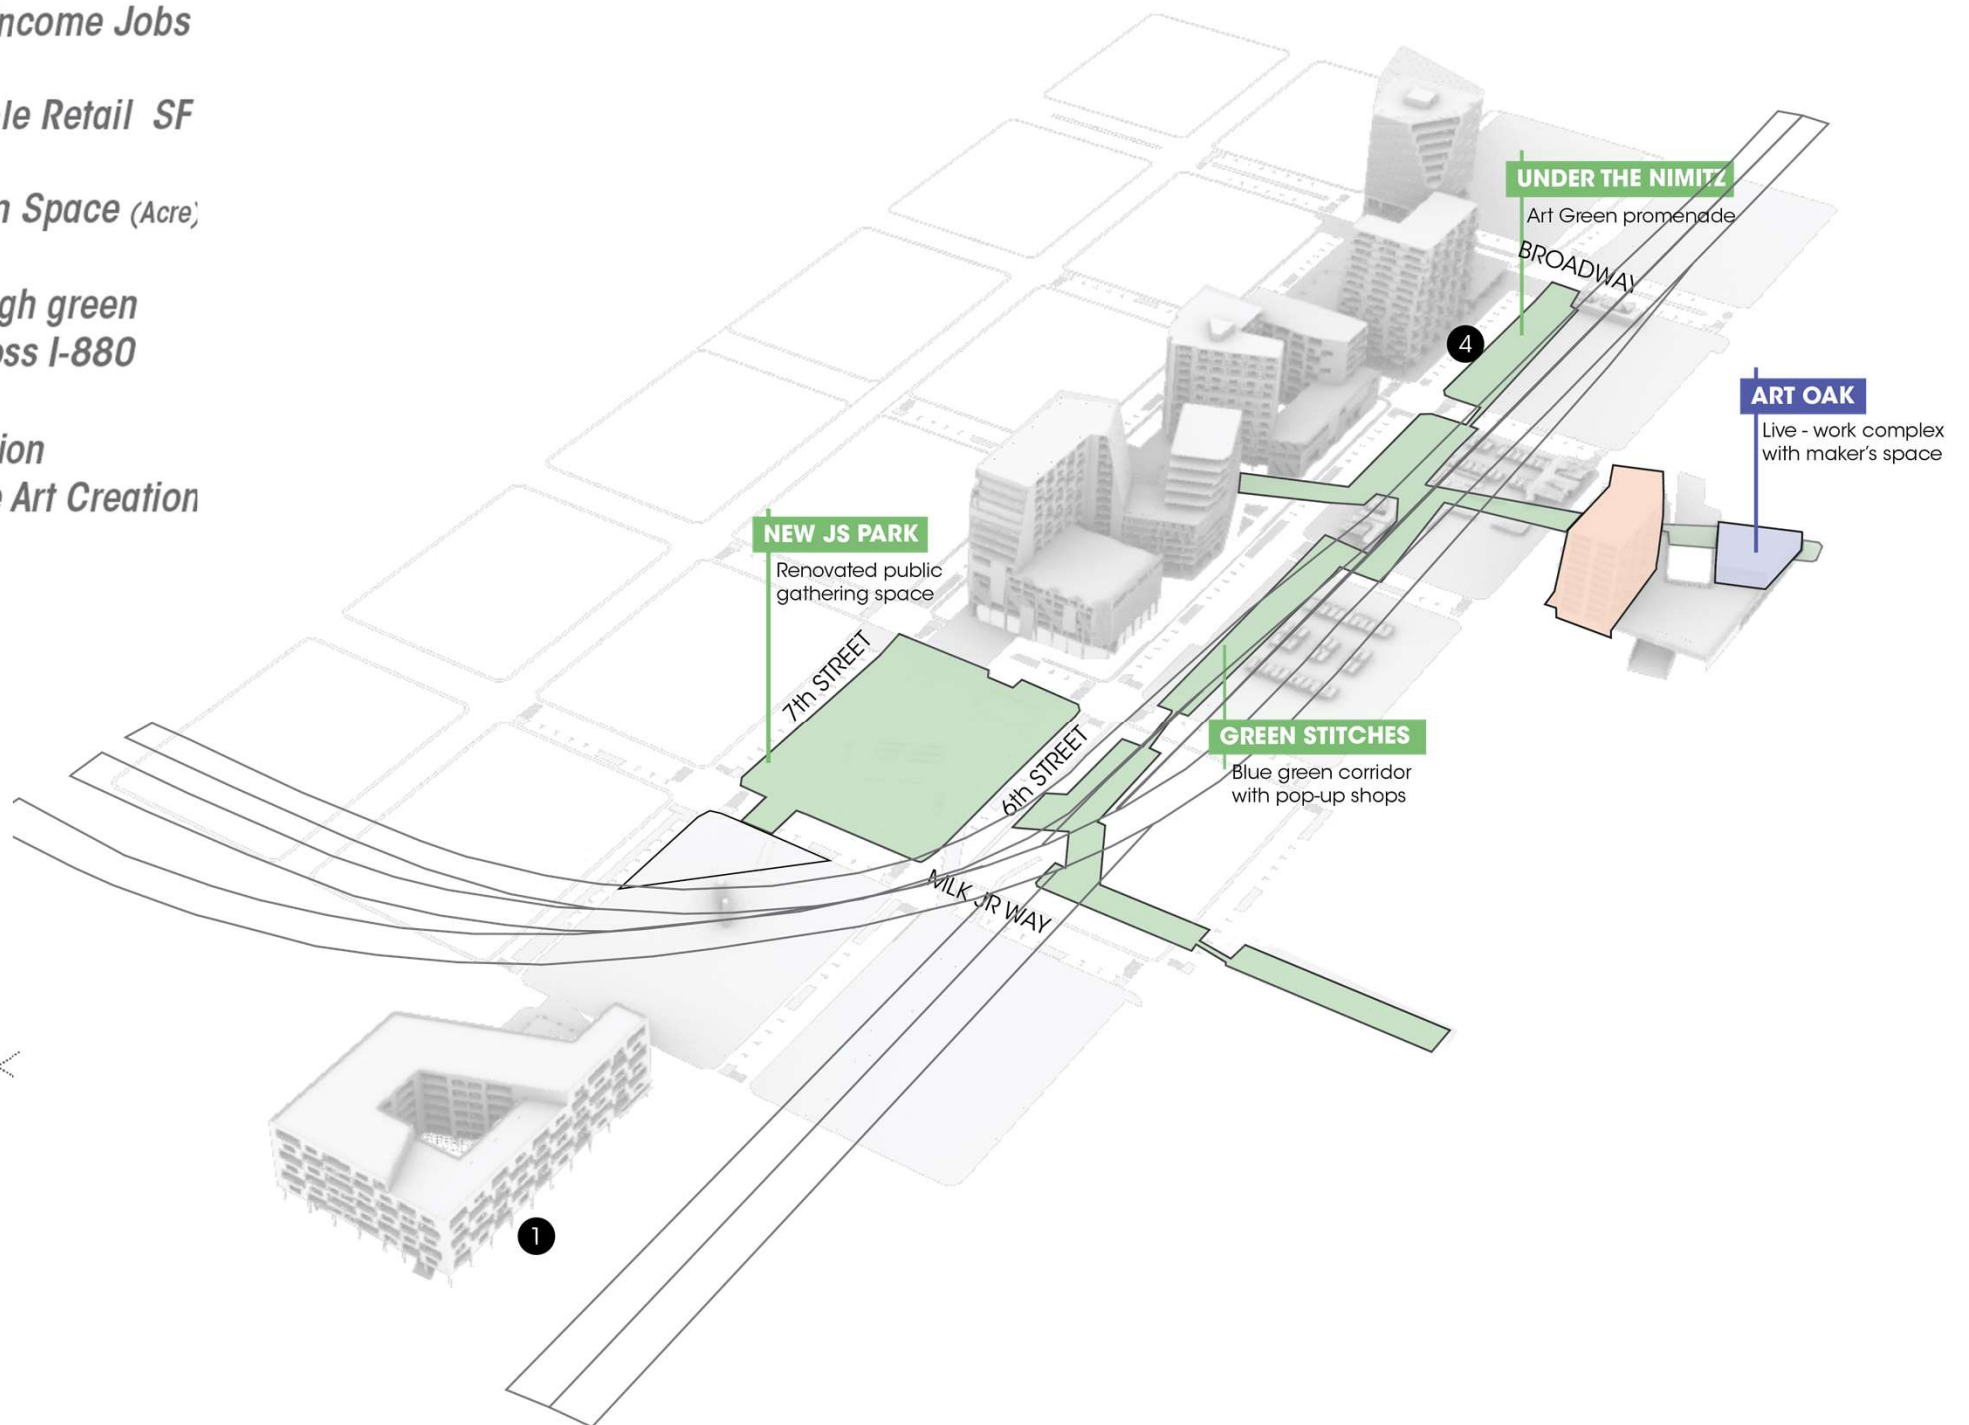 ncome Jobs
le Retail SF
n Space (Acre)
gh green
oss I-880
ion
e Art Creation
UNDER THE NIMITZ
Art Green promenade
BROADWAY
4
ART OAK
Live - work complex
with maker's space
NEW JS PARK
Renovated public
gathering space
7th STREET
6th STREET
GREEN STITCHES
Blue green corridor
with pop-up shops
MLK JR WAY
1